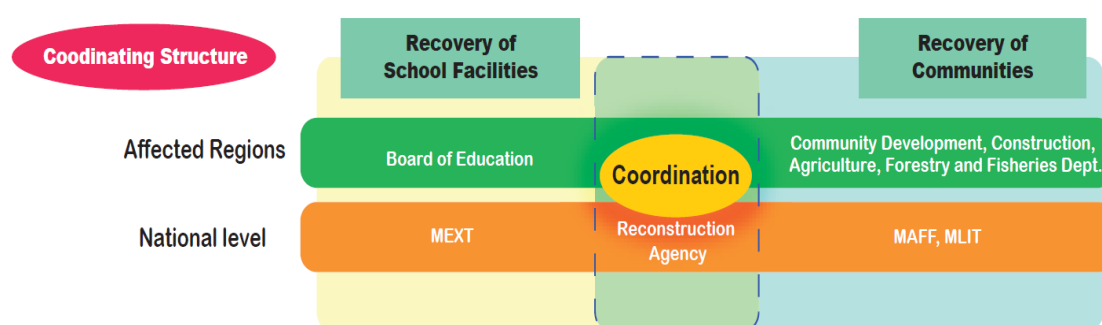 Coodinating Structure
Recovery of
School Facilities
Recovery of
Communities
Affected Regions
Board of Education
Coordination
Community Development, Construction,
Agriculture, Forestry and Fisheries Dept.
National level
MEXT
Reconstruction
Agency
MAFF, MLIT